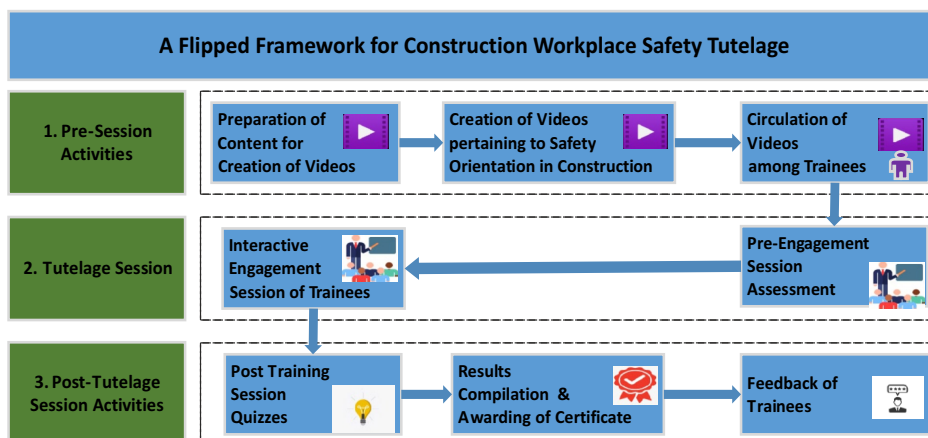 A Flipped Framework for Construction Workplace Safety Tutelage
1. Pre-Session
Activities
Preparation of
Content for
Creation of Videos
Creation of Videos
pertaining to Safety
Orientation in Construction
Circulation of
Videos
among Trainees
2. Tutelage Session
Interactive
Engagement
Session of Trainees
Pre-Engagement
Session
Assessment
3. Post-Tutelage
Session Activities
Post Training
Session
Quizzes
Results
Compilation &
Awarding of Certificate
Feedback of
Trainees